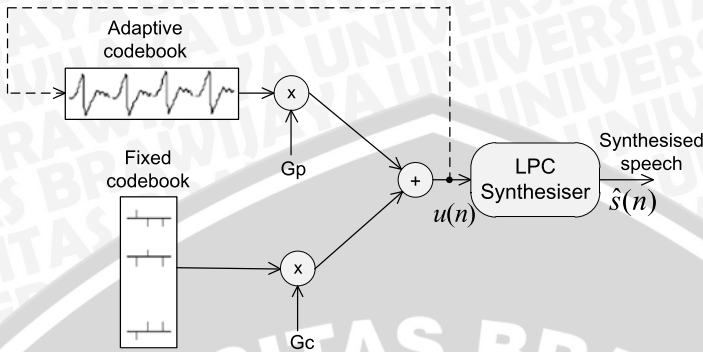 Adaptive
codebook
x
Gp
Fixed
codebook
+
u(n)
LPC
Synthesiser
Synthesised
speech
ŝ(n)
x
Gc